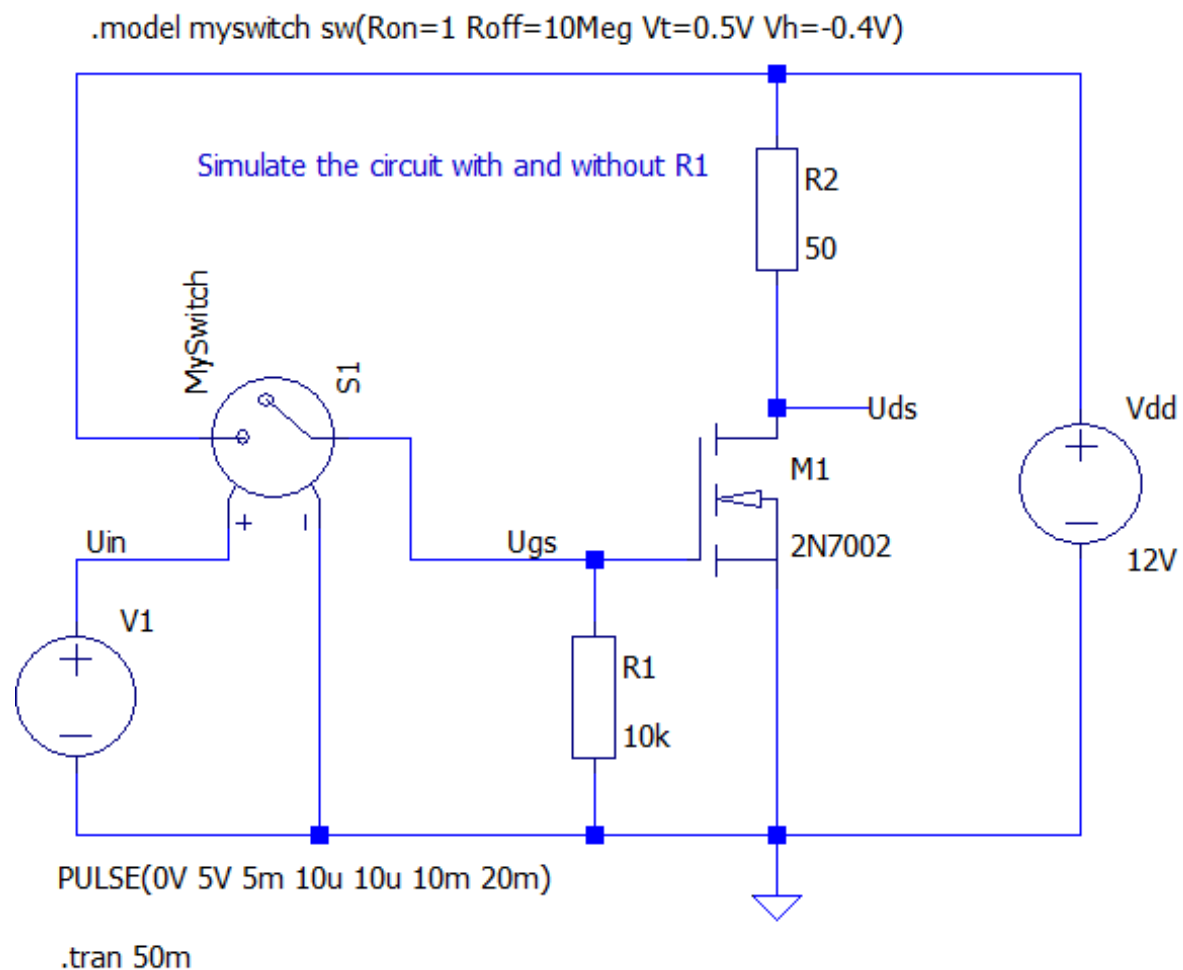 .model myswitch sw(Ron=1 Roff=10Meg Vt=0.5V Vh=-0.4V)
Simulate the circuit with and without R1
R2
50
MySwitch
S1
Uds
Vdd
+
M1
+
Uin
Ugs
2N7002
12V
V1
+
R1
10k
PULSE(0V 5V 5m 10u 10u 10m 20m)
.tran 50m